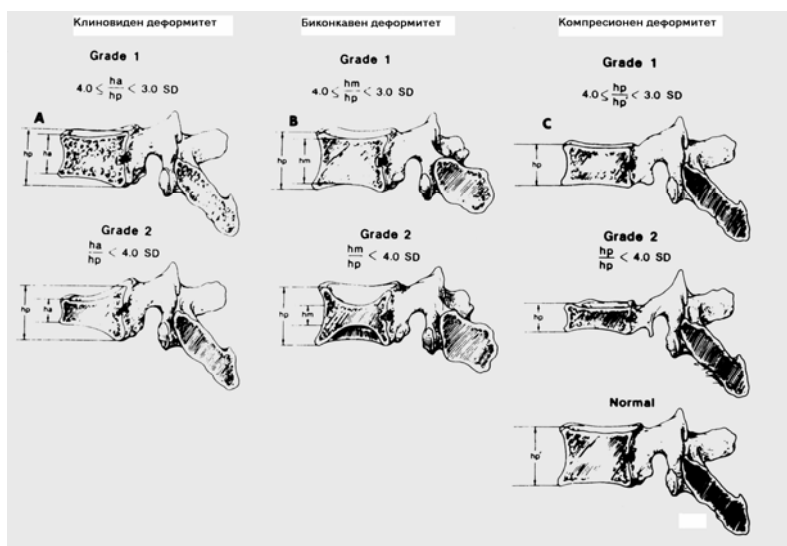 Клиновиден деформитет
Grade 1
4.0 ≤ ha/hp < 3.0 SD
A
hp
ha
Grade 2
ha/hp < 4.0 SD
hp
ha
Биконкавен деформитет
Grade 1
4.0 ≤ hm/hp < 3.0 SD
B
hp
hm
Grade 2
hm/hp < 4.0 SD
hp
hm
Компресионен деформитет
Grade 1
4.0 ≤ hp/hp' < 3.0 SD
C
hp
Grade 2
hp/hp < 4.0 SD
hp
Normal
hp'